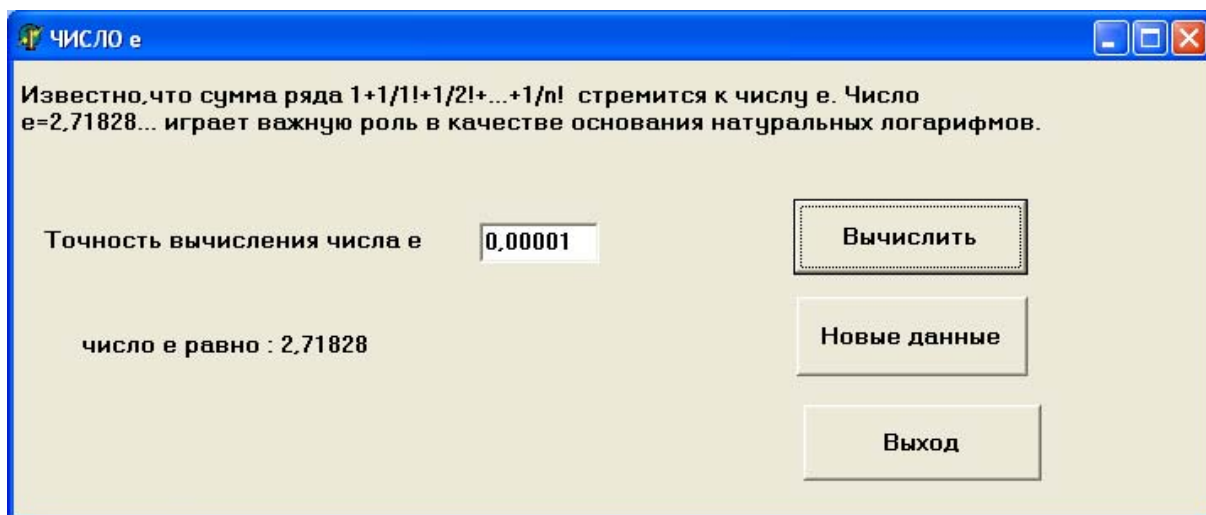 ЧИСЛО е
Известно,что сумма ряда 1+1/1!+1/2!+...+1/n!  стремится к числу е. Число
е=2,71828... играет важную роль в качестве основания натуральных логарифмов.
Точность вычисления числа е
0,00001
Вычислить
Новые данные
число е равно : 2,71828
Выход